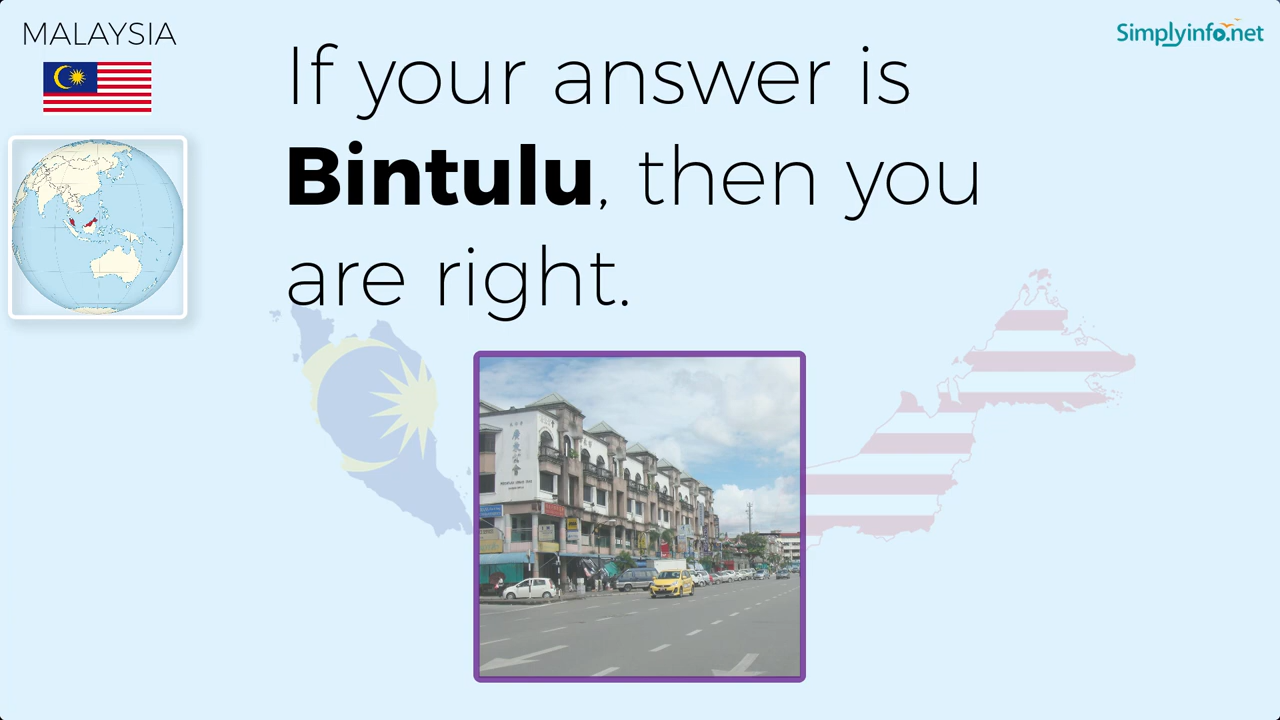 MALAYSIA
Simplyinfo.net
If your answer is
Bintulu, then you
are right.